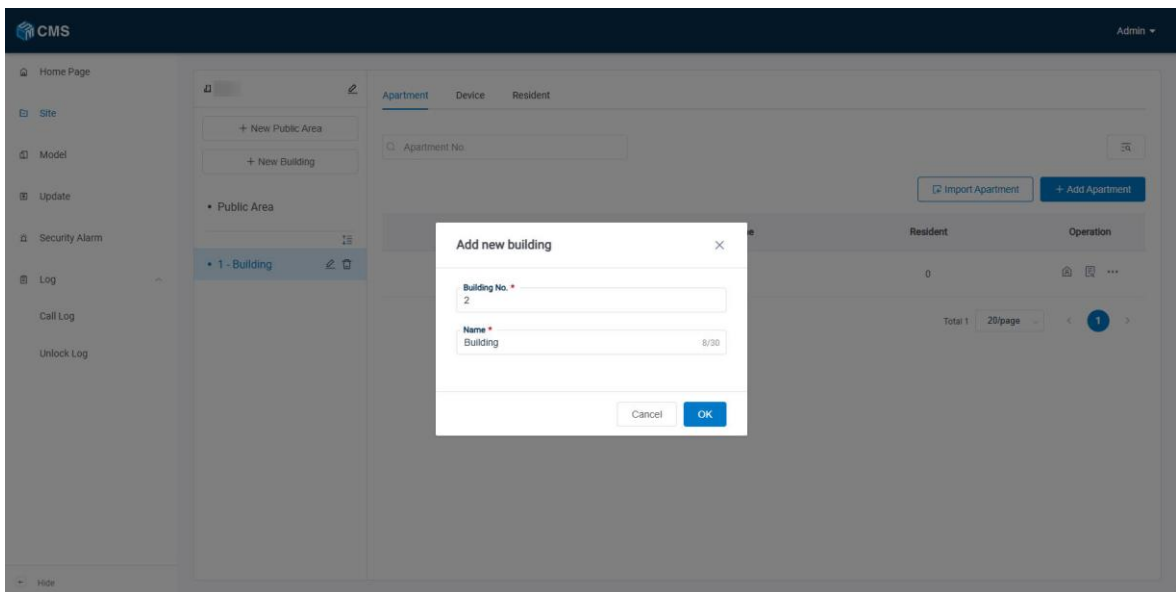 CMS
Admin
Home Page
Site
Model
Update
Security Alarm
Log
Call Log
Unlock Log
Hide
+ New Public Area
+ New Building
• Public Area
• 1 - Building
Apartment Device Resident
Apartment No.
Import Apartment + Add Apartment
Resident Operation
0
Total 1 20/page < 1 >
Add new building
Building No. *
2
Name *
Building 8/30
Cancel OK